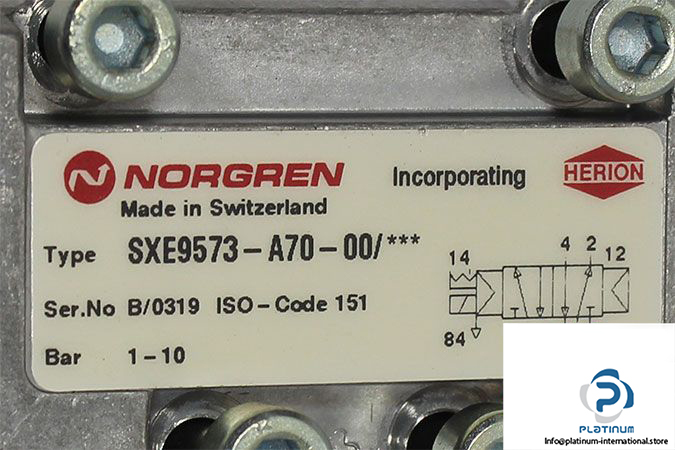 NORGREN Incorporating HERION
Made in Switzerland
Type SXE9573-A70-00/***
14 4 2 12
Ser.No B/0319 ISO-Code 151
84
Bar 1-10
PLATINUM
Info@platinum-international.store